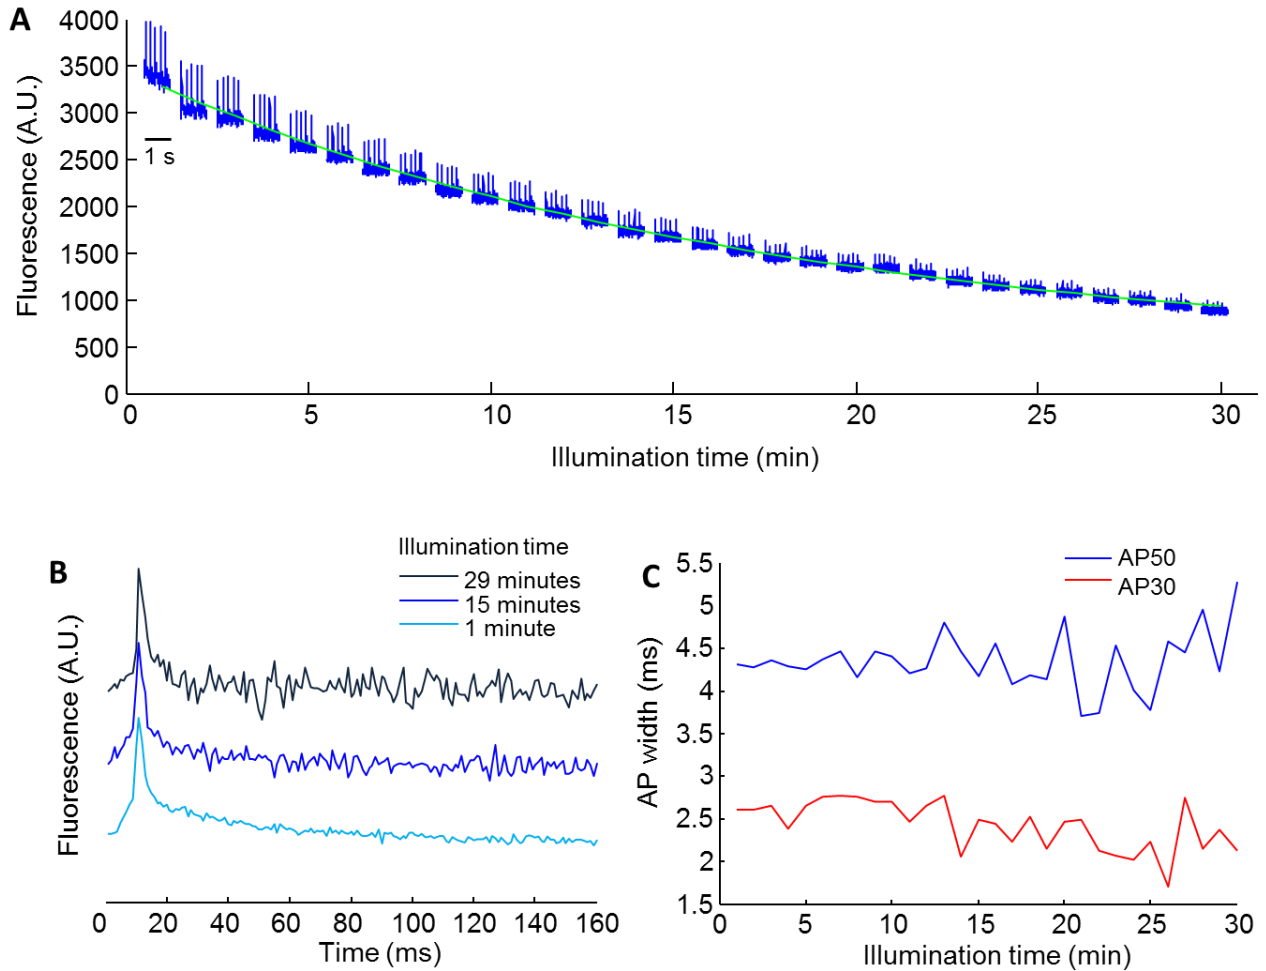 A
Fluorescence (A.U.)
4000
3500
3000
2500
2000
1500
1000
500
0
1 s
0 5 10 15 20 25 30
Illumination time (min)
B
Illumination time
29 minutes
15 minutes
1 minute
Fluorescence (A.U.)
0 20 40 60 80 100 120 140 160
Time (ms)
C
AP50
AP30
AP width (ms)
5.5
5
4.5
4
3.5
3
2.5
2
1.5
0 5 10 15 20 25 30
Illumination time (min)